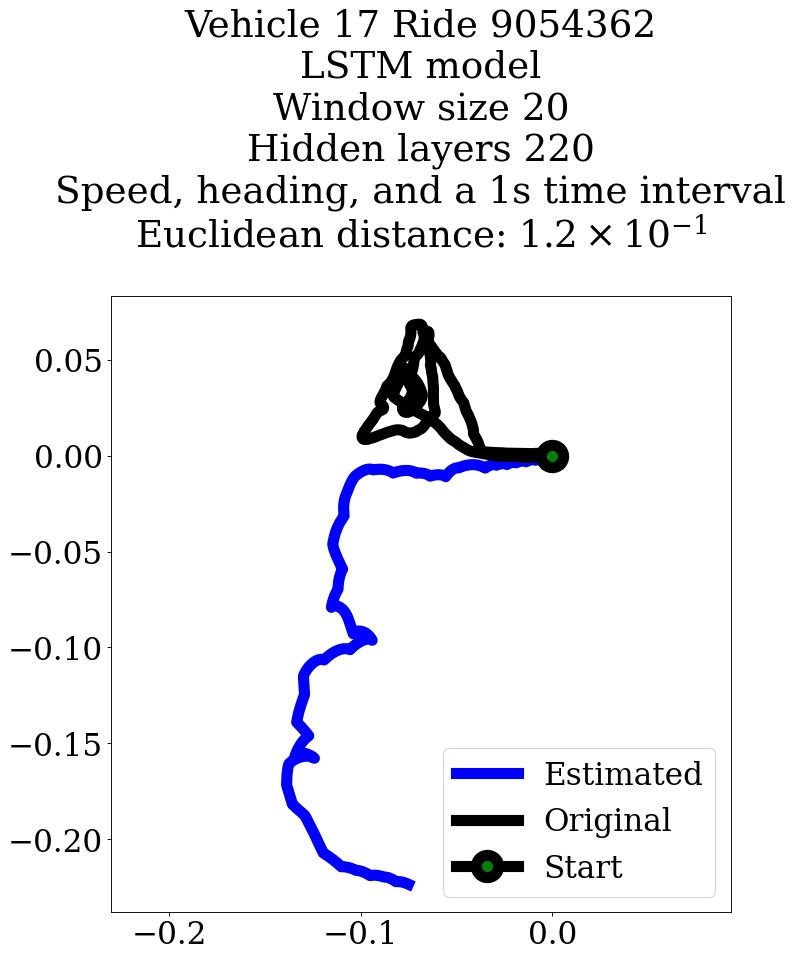 Vehicle 17 Ride 9054362
LSTM model
Window size 20
Hidden layers 220
Speed, heading, and a 1s time interval
Euclidean distance: 1.2 × 10⁻¹
0.05
0.00
−0.05
−0.10
−0.15
−0.20
Estimated
Original
Start
−0.2
−0.1
0.0